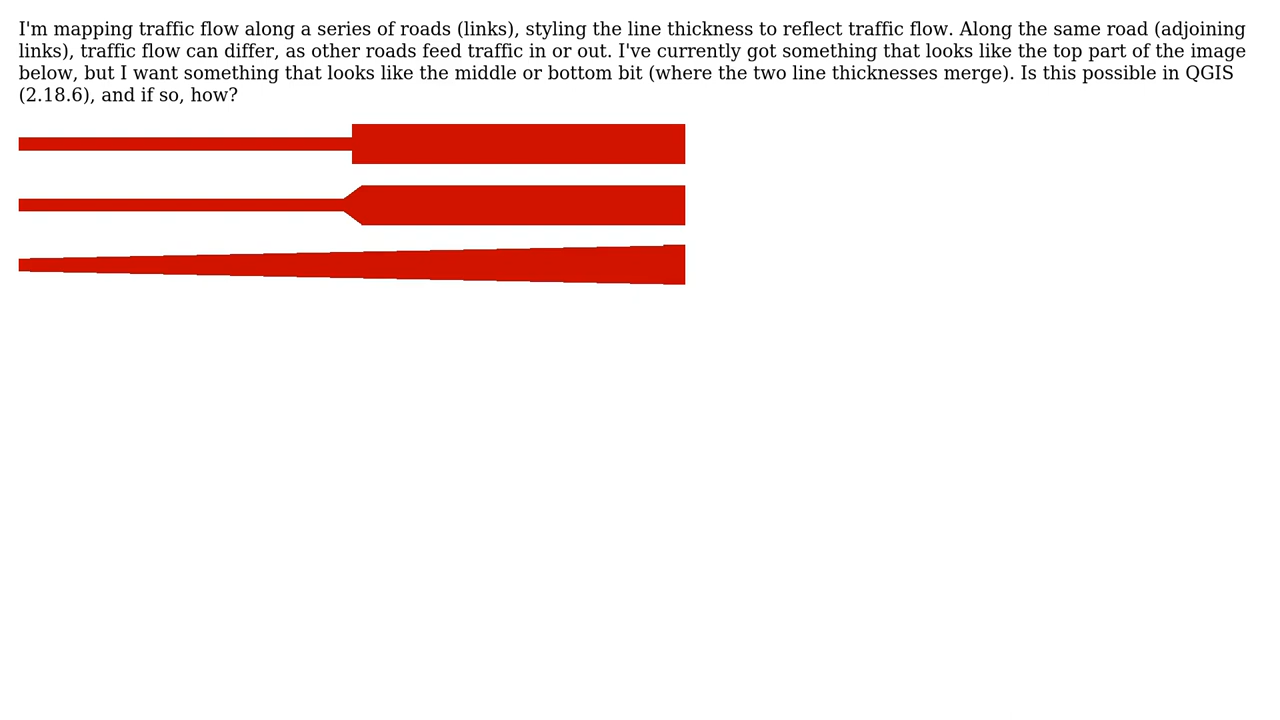 I'm mapping traffic flow along a series of roads (links), styling the line thickness to reflect traffic flow. Along the same road (adjoining
links), traffic flow can differ, as other roads feed traffic in or out. I've currently got something that looks like the top part of the image
below, but I want something that looks like the middle or bottom bit (where the two line thicknesses merge). Is this possible in QGIS
(2.18.6), and if so, how?